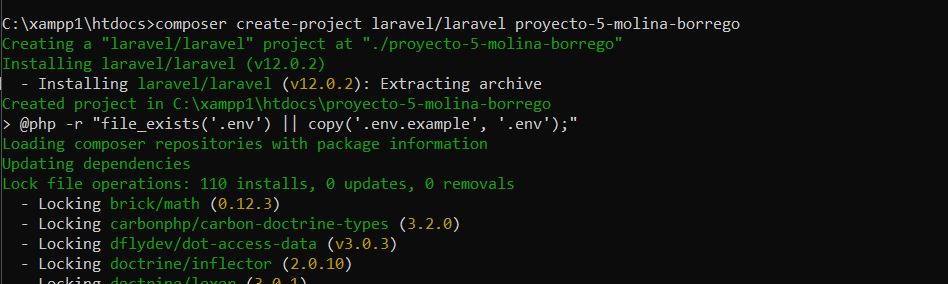 C:\xampp1\htdocs>composer create-project laravel/laravel proyecto-5-molina-borrego
Creating a "laravel/laravel" project at "./proyecto-5-molina-borrego"
Installing laravel/laravel (v12.0.2)
  - Installing laravel/laravel (v12.0.2): Extracting archive
Created project in C:\xampp1\htdocs\proyecto-5-molina-borrego
> @php -r "file_exists('.env') || copy('.env.example', '.env');"
Loading composer repositories with package information
Updating dependencies
Lock file operations: 110 installs, 0 updates, 0 removals
  - Locking brick/math (0.12.3)
  - Locking carbonphp/carbon-doctrine-types (3.2.0)
  - Locking dflydev/dot-access-data (v3.0.3)
  - Locking doctrine/inflector (2.0.10)
  - Locking doctrine/lexer (3.0.1)